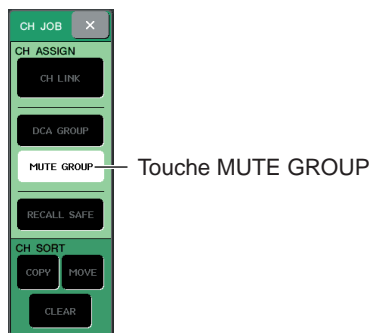 CH JOB ×
CH ASSIGN
CH LINK
DCA GROUP
MUTE GROUP
Touche MUTE GROUP
RECALL SAFE
CH SORT
COPY MOVE
CLEAR